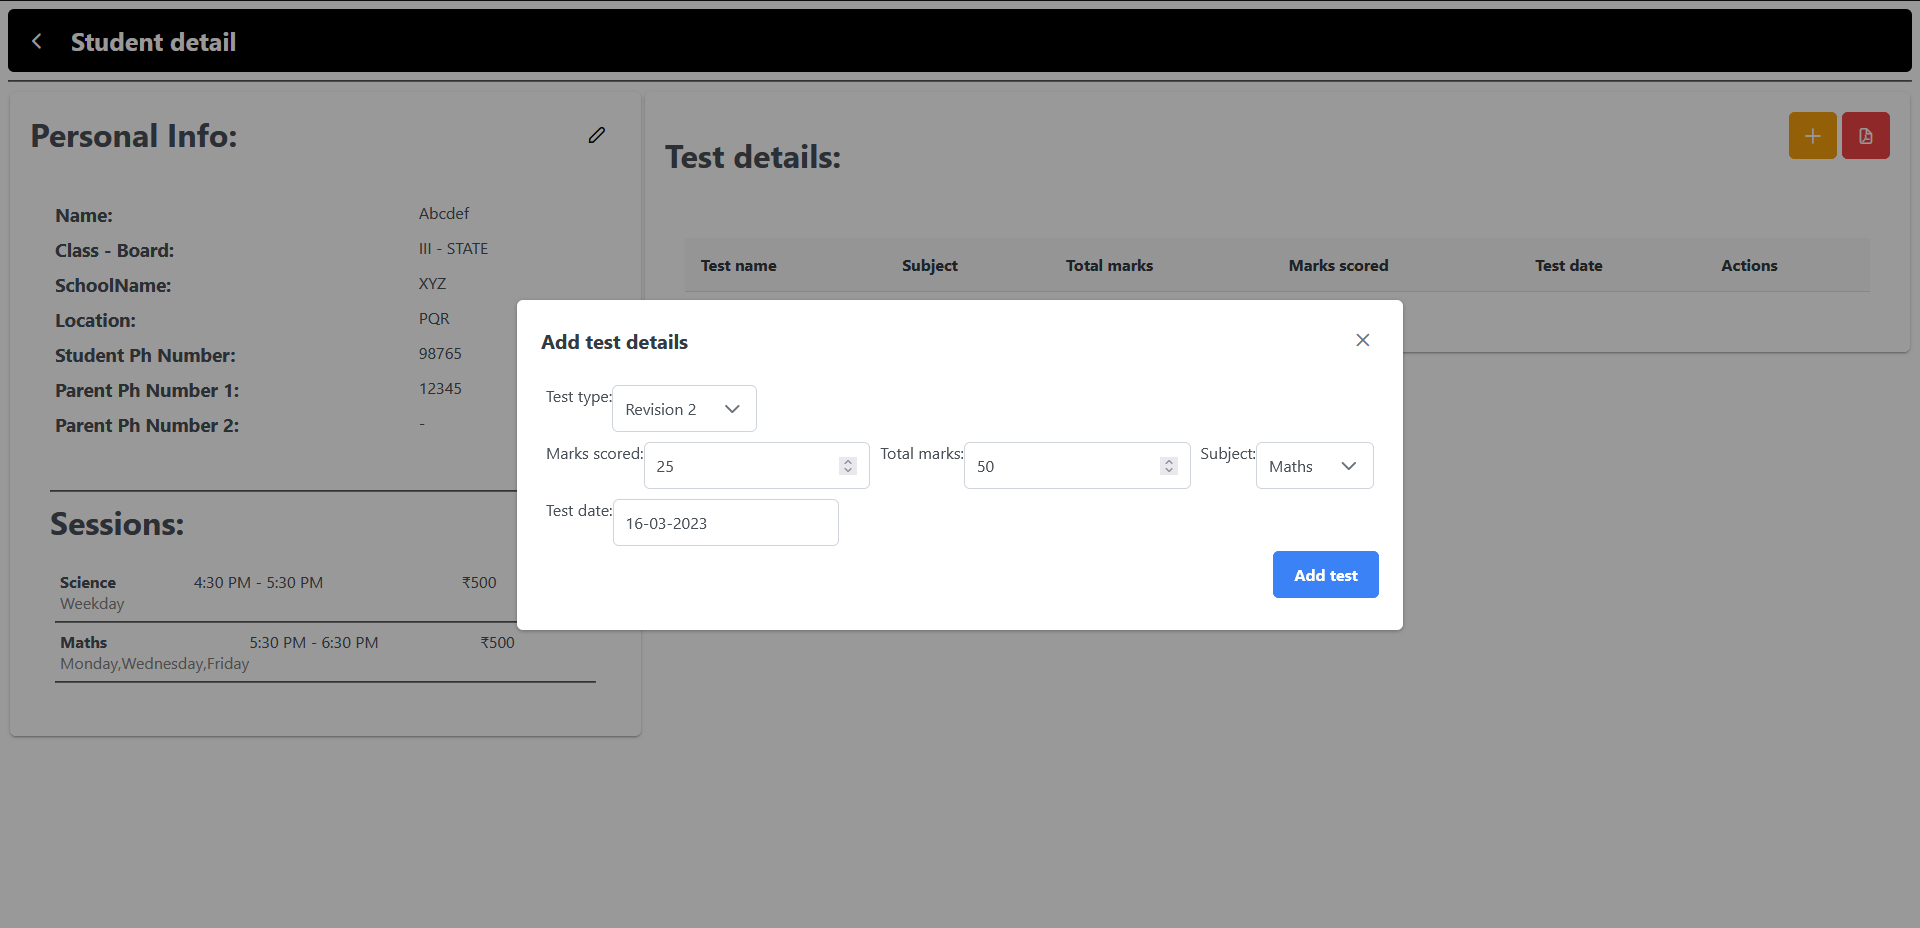 Student detail
Personal Info:
Name: Abcdef
Class - Board: III - STATE
SchoolName: XYZ
Location: PQR
Student Ph Number: 98765
Parent Ph Number 1: 12345
Parent Ph Number 2: -
Sessions:
Science 4:30 PM - 5:30 PM ₹500
Weekday
Maths 5:30 PM - 6:30 PM ₹500
Monday,Wednesday,Friday
Test details:
Test name Subject Total marks Marks scored Test date Actions
Add test details
Test type: Revision 2
Marks scored: 25 Total marks: 50 Subject: Maths
Test date: 16-03-2023
Add test